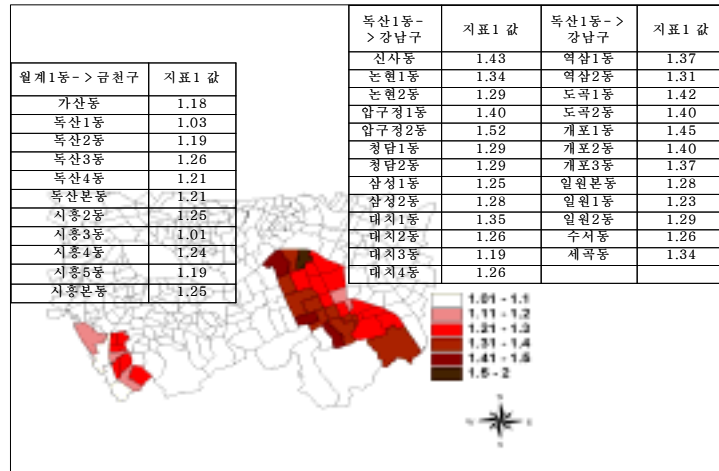 월계1동-> 금천구 지표1 값
가산동 1.18
독산1동 1.03
독산2동 1.19
독산3동 1.26
독산4동 1.21
독산본동 1.21
시흥2동 1.25
시흥3동 1.01
시흥4동 1.24
시흥5동 1.19
시흥본동 1.25
독산1동-
>강남구 지표1 값 독산1동->
강남구 지표1 값
신사동 1.43 역삼1동 1.37
논현1동 1.34 역삼2동 1.31
논현2동 1.29 도곡1동 1.42
압구정1동 1.40 도곡2동 1.40
압구정2동 1.52 개포1동 1.45
청담1동 1.29 개포2동 1.40
청담2동 1.29 개포3동 1.37
삼성1동 1.25 일원본동 1.28
삼성2동 1.28 일원1동 1.23
대치1동 1.35 일원2동 1.29
대치2동 1.26 수서동 1.26
대치3동 1.19 세곡동 1.34
대치4동 1.26
1.01 - 1.1
1.11 - 1.2
1.21 - 1.3
1.31 - 1.4
1.41 - 1.5
1.5 - 2